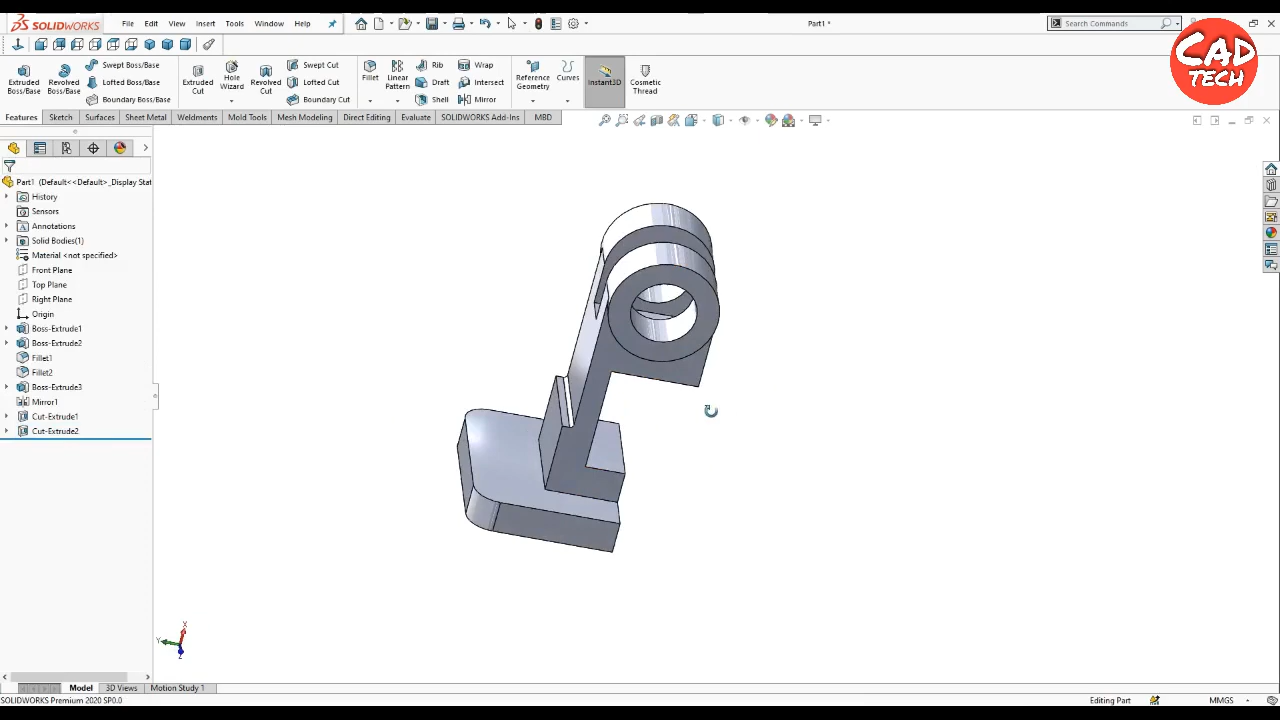 SOLIDWORKS
File Edit View Insert Tools Window Help
Part1 *
Search Commands
CAD
TECH
Extruded
Boss/Base
Revolved
Boss/Base
Swept Boss/Base
Lofted Boss/Base
Boundary Boss/Base
Extruded
Cut
Hole
Wizard
Revolved
Cut
Swept Cut
Lofted Cut
Boundary Cut
Fillet
Linear
Pattern
Rib
Draft
Shell
Wrap
Intersect
Mirror
Reference
Geometry
Curves
Instant3D
Cosmetic
Thread
Features Sketch Surfaces Sheet Metal Weldments Mold Tools Mesh Modeling Direct Editing Evaluate SOLIDWORKS Add-Ins MBD
Part1 (Default<<Default>_Display Stat
History
Sensors
Annotations
Solid Bodies(1)
Material <not specified>
Front Plane
Top Plane
Right Plane
Origin
Boss-Extrude1
Boss-Extrude2
Fillet1
Fillet2
Boss-Extrude3
Mirror1
Cut-Extrude1
Cut-Extrude2
X
Y
Z
Model 3D Views Motion Study 1
SOLIDWORKS Premium 2020 SP0.0
Editing Part
MMGS